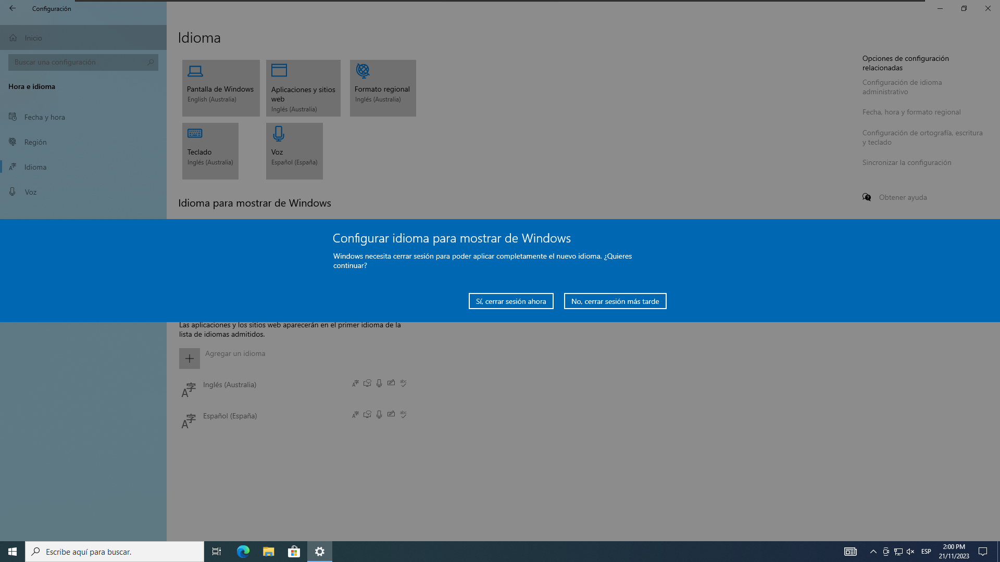 Configuración
Inicio
Buscar una configuración
Hora e idioma
Fecha y hora
Región
Idioma
Voz
Idioma
Pantalla de Windows
English (Australia)
Aplicaciones y sitios
web
Inglés (Australia)
Formato regional
Inglés (Australia)
Teclado
Inglés (Australia)
Voz
Español (España)
Idioma para mostrar de Windows
Opciones de configuración
relacionadas
Configuración de idioma
administrativo
Fecha, hora y formato regional
Configuración de ortografía, escritura
y teclado
Sincronizar la configuración
Obtener ayuda
Configurar idioma para mostrar de Windows
Windows necesita cerrar sesión para poder aplicar completamente el nuevo idioma. ¿Quieres
continuar?
Sí, cerrar sesión ahora
No, cerrar sesión más tarde
Las aplicaciones y los sitios web aparecerán en el primer idioma de la
lista de idiomas admitidos.
Agregar un idioma
Inglés (Australia)
Español (España)
Escribe aquí para buscar.
ESP
2:00 PM
21/11/2023